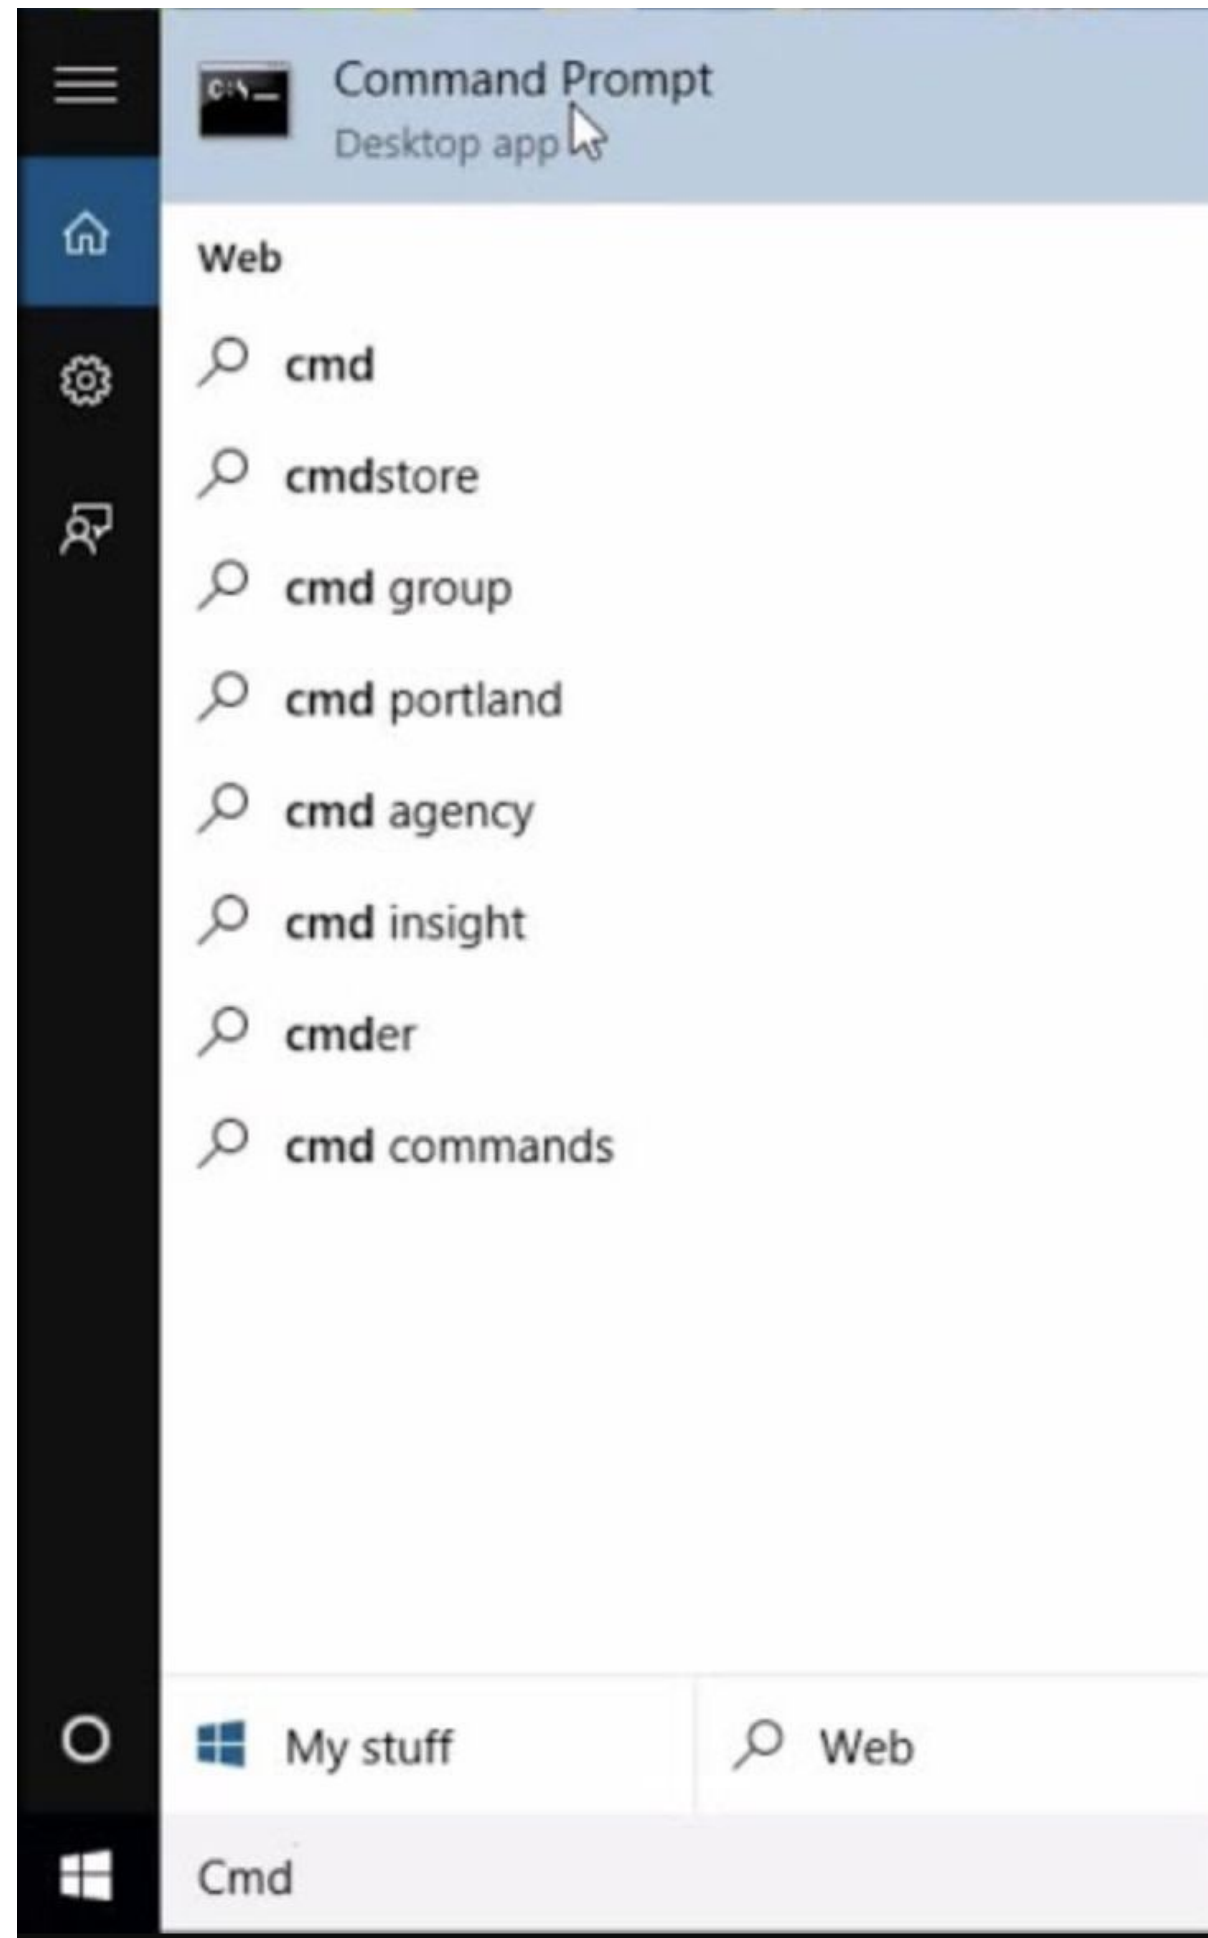 Command Prompt
Desktop app
Web
cmd
cmdstore
cmd group
cmd portland
cmd agency
cmd insight
cmder
cmd commands
My stuff
Web
Cmd